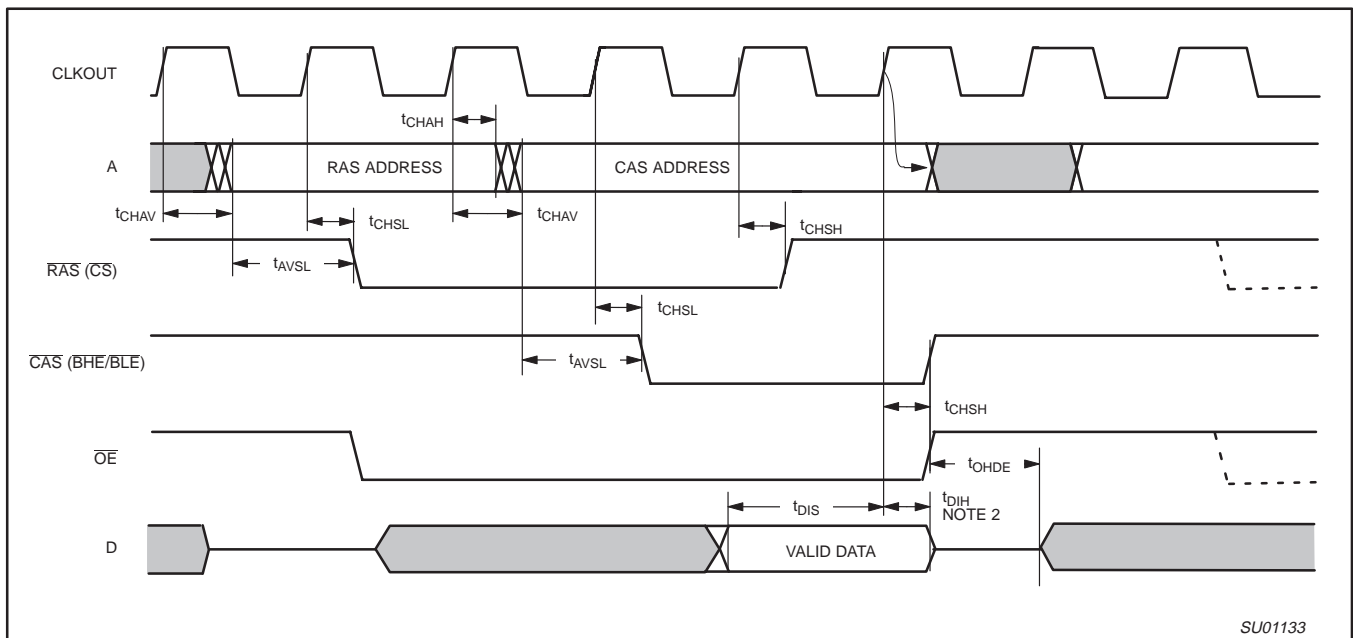 CLKOUT
tCHAH
A
RAS ADDRESS
CAS ADDRESS
tCHAV
tCHSL
tCHAV
tCHSH
RAS (CS)
tAVSL
tCHSL
CAS (BHE/BLE)
tAVSL
tCHSH
OE
tOHDE
tDIS
tDIH
NOTE 2
D
VALID DATA
SU01133